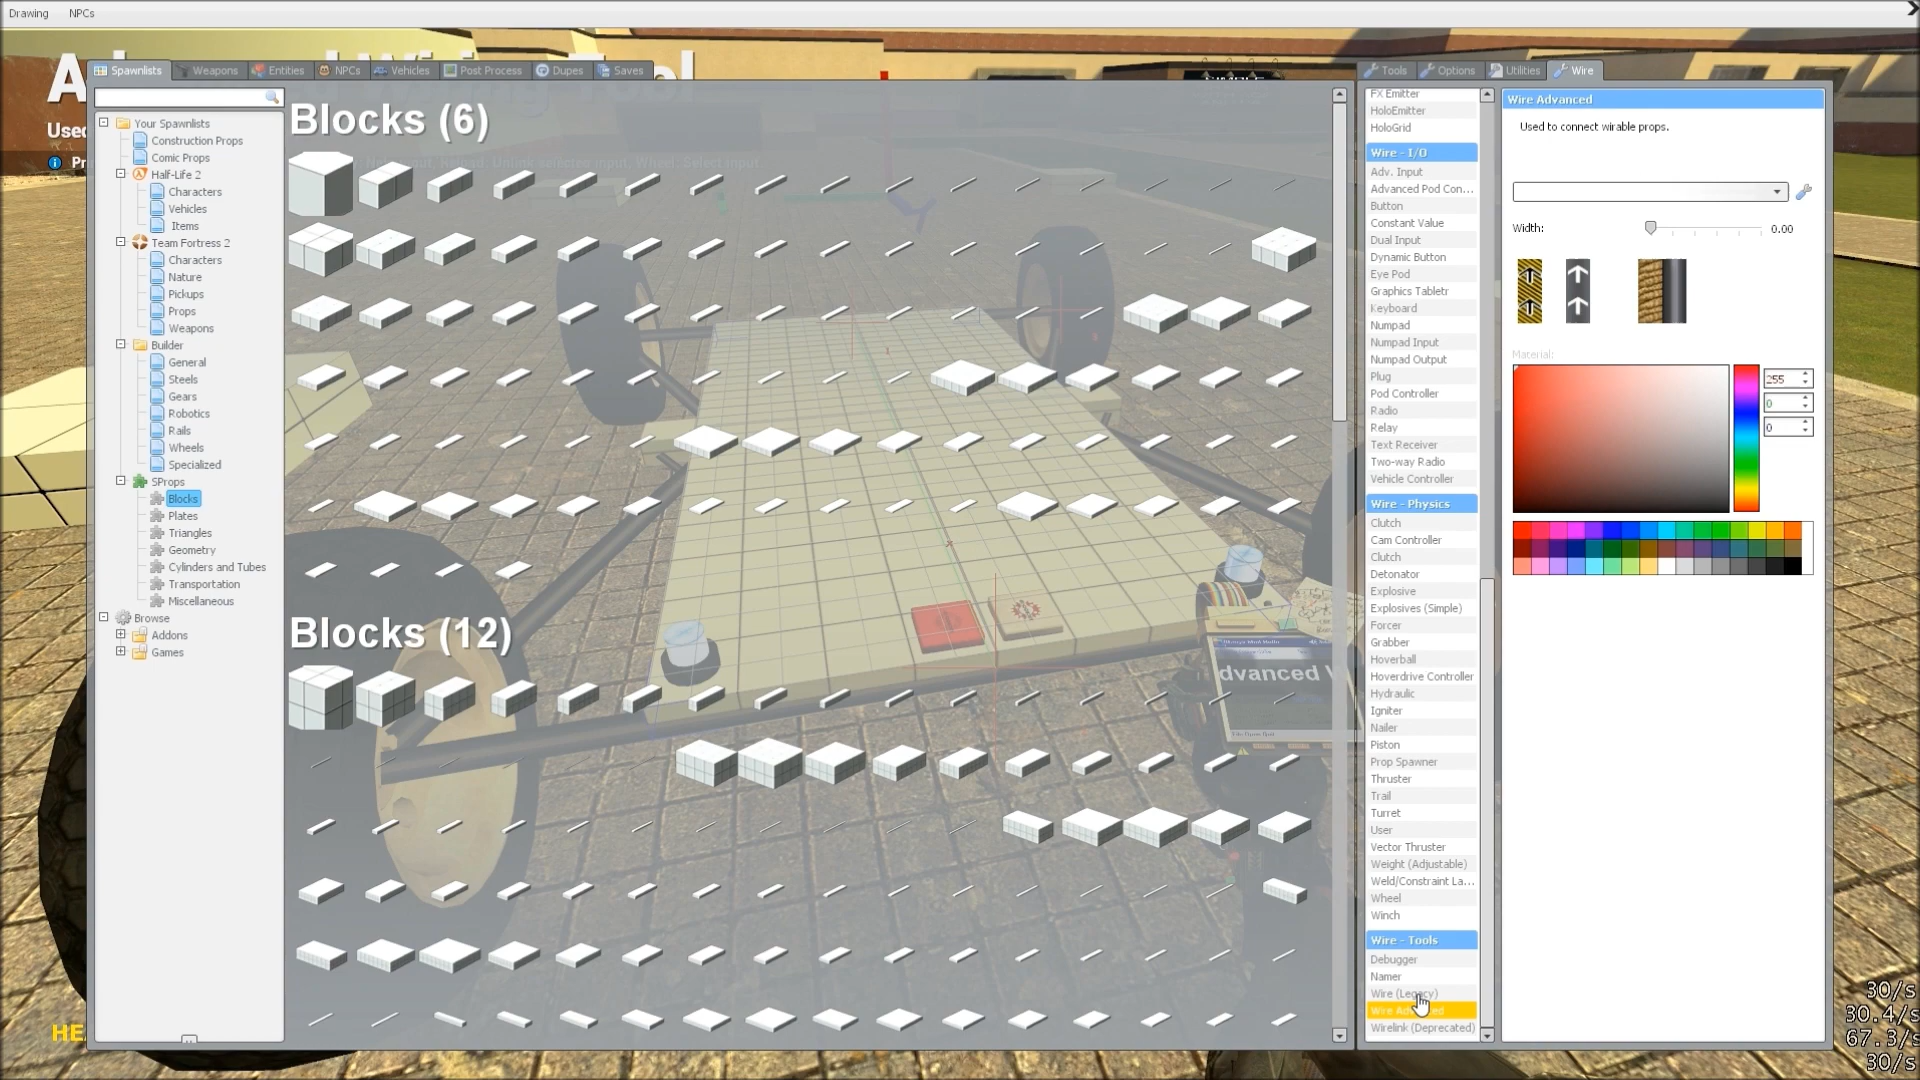 Drawing NPCs
Spawnlists Weapons Entities NPCs Vehicles Post Process Dupes Saves
Tools Options Utilities Wire
Your Spawnlists
Construction Props
Comic Props
Half-Life 2
Characters
Vehicles
Items
Team Fortress 2
Characters
Nature
Pickups
Props
Weapons
Builder
General
Steels
Gears
Robotics
Rails
Wheels
Specialized
SProps
Blocks
Plates
Triangles
Geometry
Cylinders and Tubes
Transportation
Miscellaneous
Browse
Addons
Games
Blocks (6)
Blocks (12)
FX Emitter
HoloEmitter
HoloGrid
Wire - I/O
Adv. Input
Advanced Pod Con...
Button
Constant Value
Dual Input
Dynamic Button
Eye Pod
Graphics Tabletr
Keyboard
Numpad
Numpad Input
Numpad Output
Plug
Pod Controller
Radio
Relay
Text Receiver
Two-way Radio
Vehicle Controller
Wire - Physics
Clutch
Cam Controller
Clutch
Detonator
Explosive
Explosives (Simple)
Forcer
Grabber
Hoverball
Hoverdrive Controller
Hydraulic
Igniter
Nailer
Piston
Prop Spawner
Thruster
Trail
Turret
User
Vector Thruster
Weight (Adjustable)
Weld/Constraint La...
Wheel
Winch
Wire - Tools
Debugger
Namer
Wire (Legacy)
Wire Advanced
Wirelink (Deprecated)
Wire Advanced
Used to connect wirable props.
Width: 0.00
Material:
255
0
0
Used
dvanced W
30/s
30.4/s
67.3/s
30/s